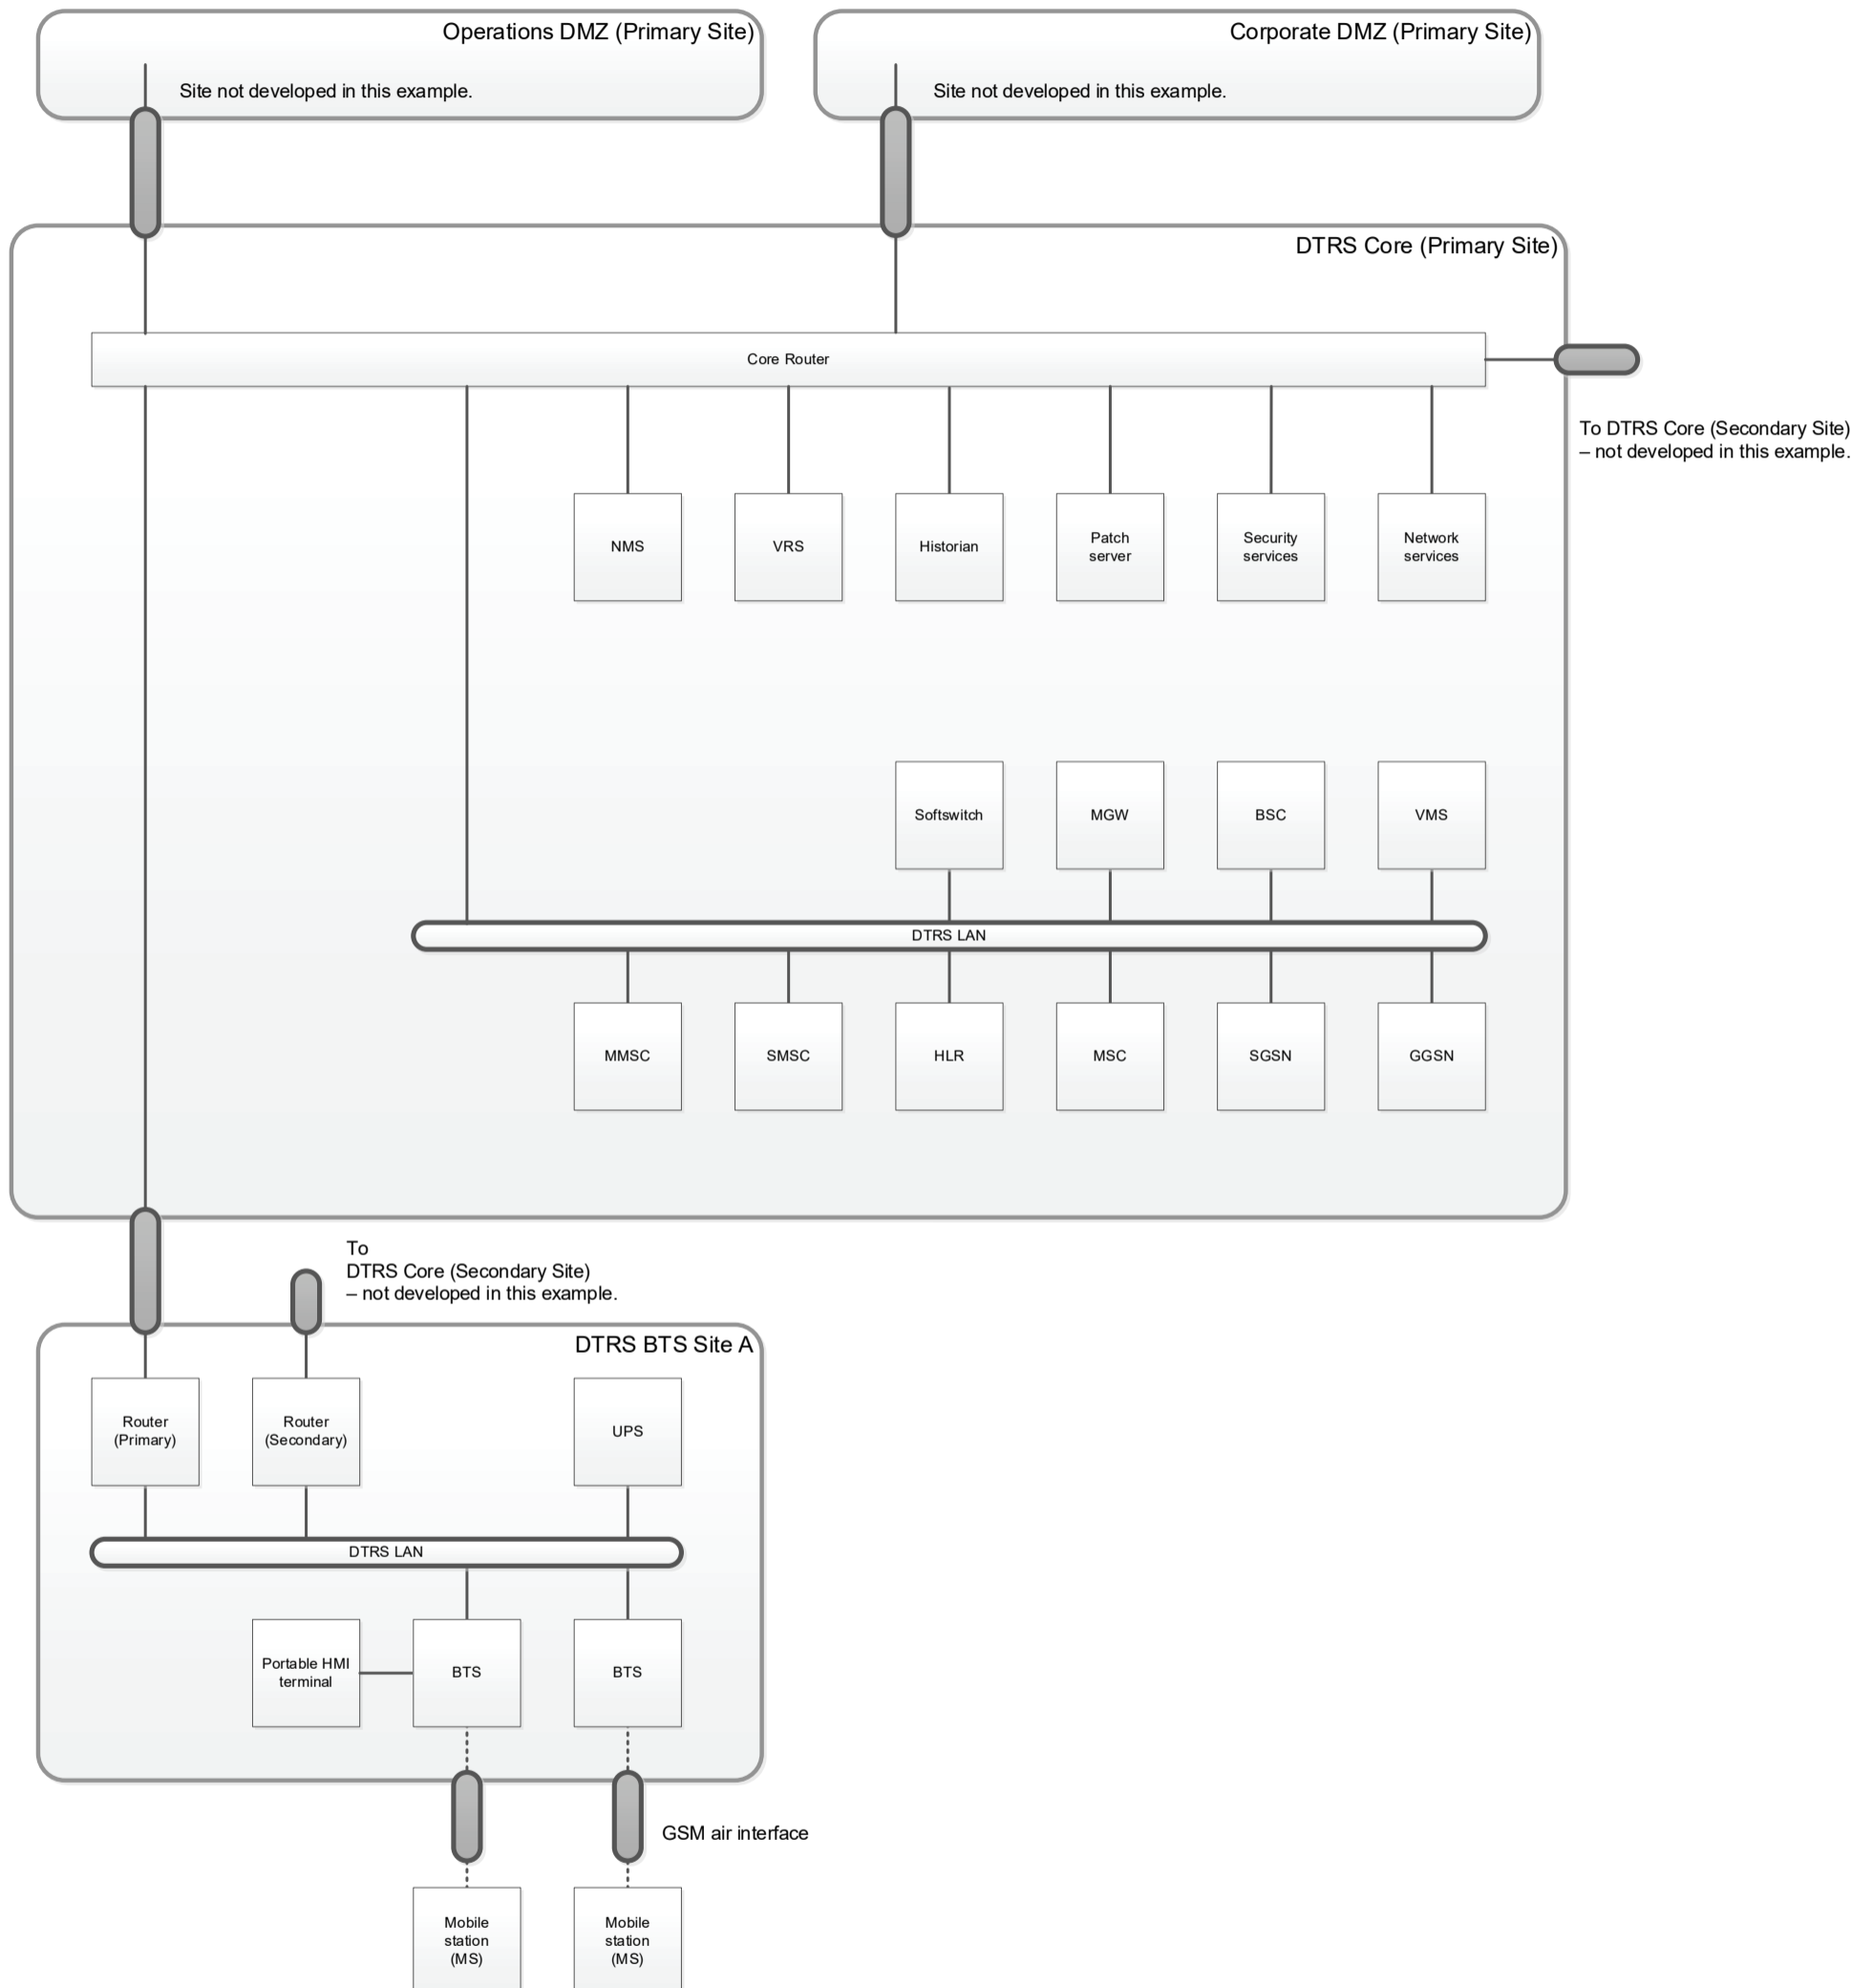 Operations DMZ (Primary Site)
Site not developed in this example.
Corporate DMZ (Primary Site)
Site not developed in this example.
DTRS Core (Primary Site)
Core Router
To DTRS Core (Secondary Site)
– not developed in this example.
NMS
VRS
Historian
Patch
server
Security
services
Network
services
Softswitch
MGW
BSC
VMS
DTRS LAN
MMSC
SMSC
HLR
MSC
SGSN
GGSN
To
DTRS Core (Secondary Site)
– not developed in this example.
DTRS BTS Site A
Router
(Primary)
Router
(Secondary)
UPS
DTRS LAN
Portable HMI
terminal
BTS
BTS
GSM air interface
Mobile
station
(MS)
Mobile
station
(MS)